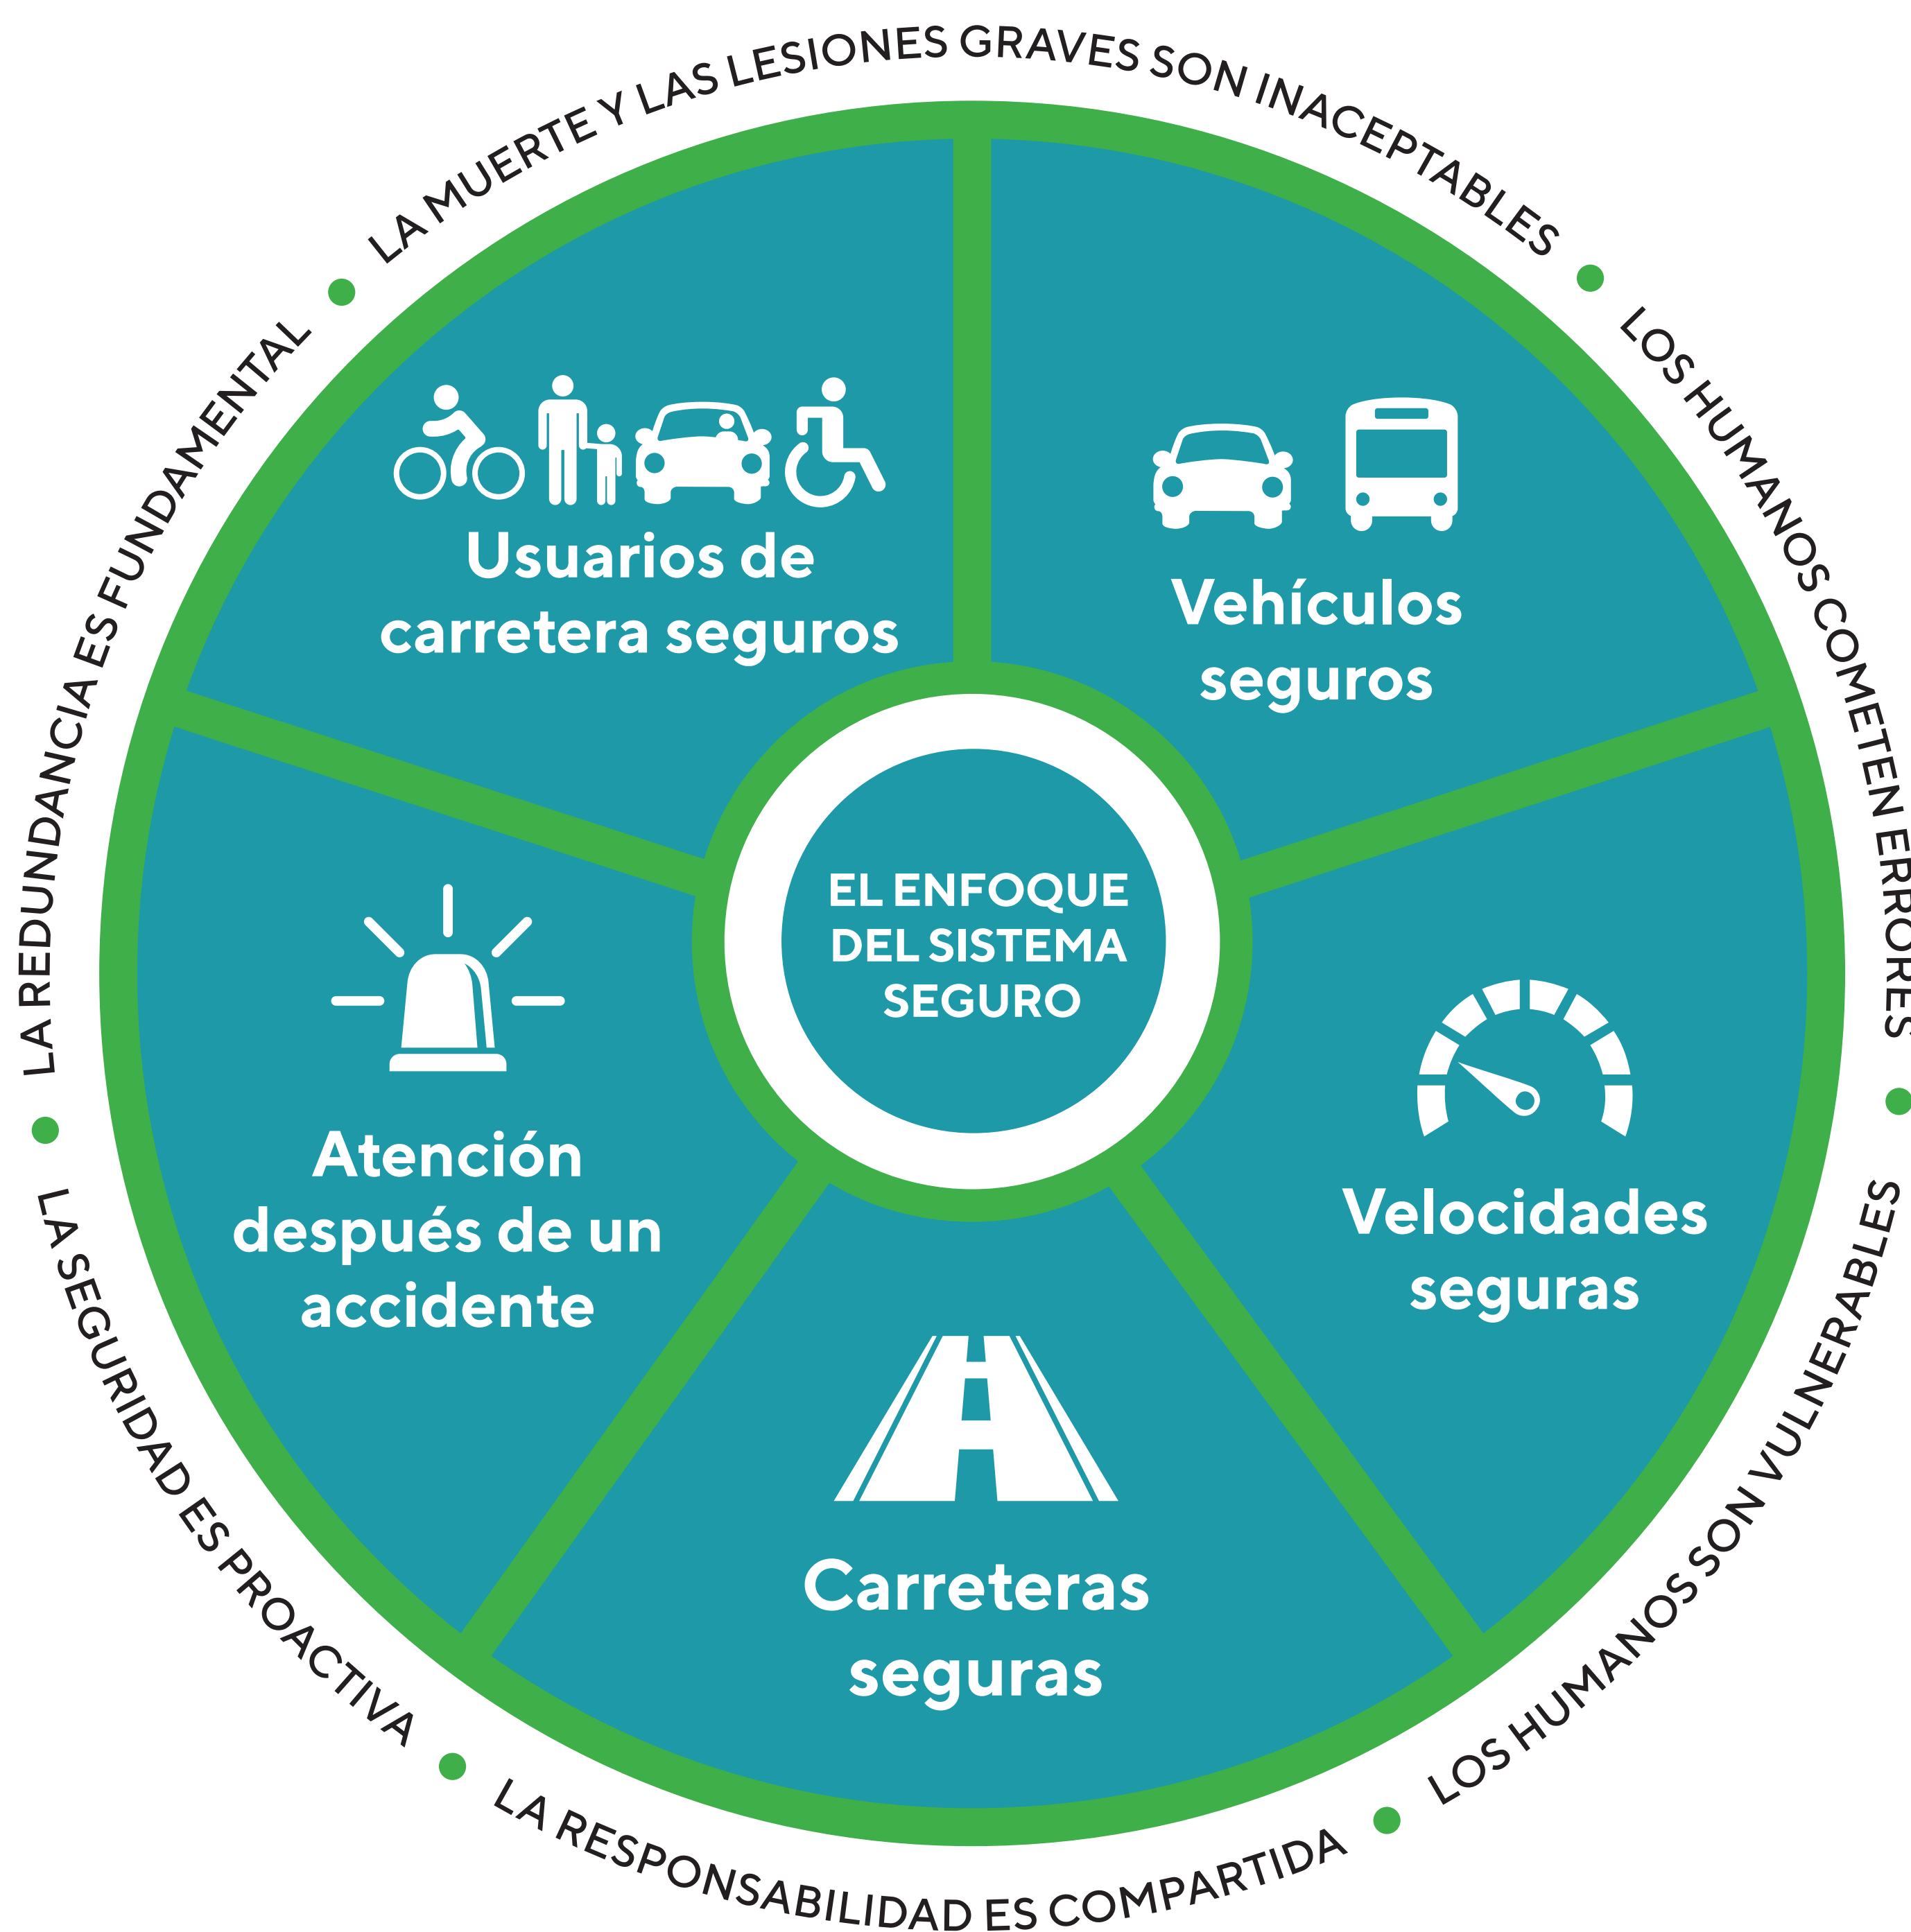 LA MUERTE Y LAS LESIONES GRAVES SON INACEPTABLES
LOS HUMANOS COMETEN ERRORES
LOS HUMANOS SON VULNERABLES
LA RESPONSABILIDAD ES COMPARTIDA
LA SEGURIDAD ES PROACTIVA
LA REDUNDANCIA ES FUNDAMENTAL
Usuarios de
carretera seguros
Vehículos
seguros
Velocidades
seguras
Carreteras
seguras
Atención
después de un
accidente
EL ENFOQUE
DEL SISTEMA
SEGURO